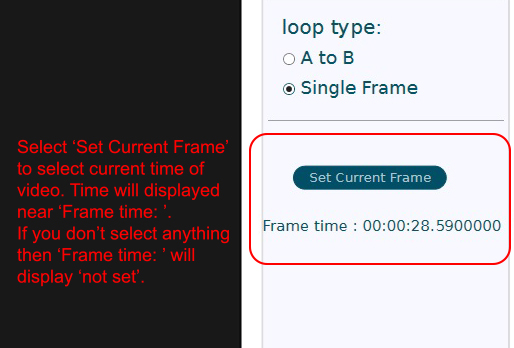 loop type:
A to B
Single Frame
Select ‘Set Current Frame’
to select current time of
video. Time will displayed
near ‘Frame time: ’.
If you don’t select anything
then ‘Frame time: ’ will
display ‘not set’.
Set Current Frame
Frame time : 00:00:28.5900000